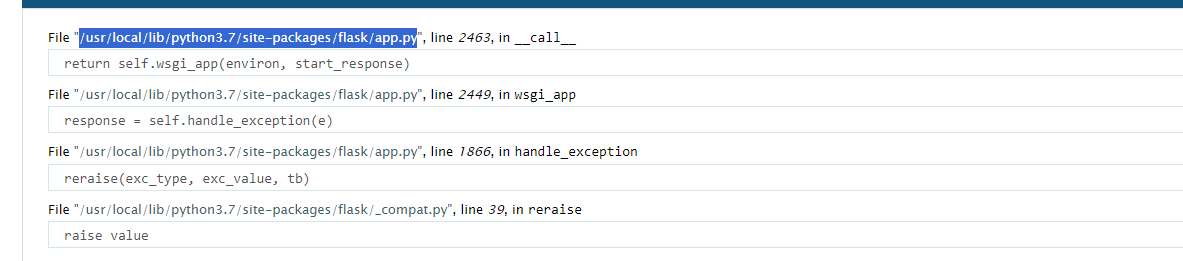 File "/usr/local/lib/python3.7/site-packages/flask/app.py", line 2463, in __call__
return self.wsgi_app(environ, start_response)
File "/usr/local/lib/python3.7/site-packages/flask/app.py", line 2449, in wsgi_app
response = self.handle_exception(e)
File "/usr/local/lib/python3.7/site-packages/flask/app.py", line 1866, in handle_exception
reraise(exc_type, exc_value, tb)
File "/usr/local/lib/python3.7/site-packages/flask/_compat.py", line 39, in reraise
raise value